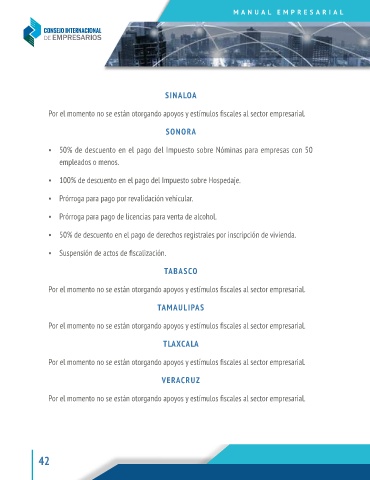 MANUAL EMPRESARIAL
CONSEJO INTERNACIONAL
DE EMPRESARIOS
SINALOA
Por el momento no se están otorgando apoyos y estímulos fiscales al sector empresarial.
SONORA
• 50% de descuento en el pago del Impuesto sobre Nóminas para empresas con 50
empleados o menos.
• 100% de descuento en el pago del Impuesto sobre Hospedaje.
• Prórroga para pago por revalidación vehicular.
• Prórroga para pago de licencias para venta de alcohol.
• 50% de descuento en el pago de derechos registrales por inscripción de vivienda.
• Suspensión de actos de fiscalización.
TABASCO
Por el momento no se están otorgando apoyos y estímulos fiscales al sector empresarial.
TAMAULIPAS
Por el momento no se están otorgando apoyos y estímulos fiscales al sector empresarial.
TLAXCALA
Por el momento no se están otorgando apoyos y estímulos fiscales al sector empresarial.
VERACRUZ
Por el momento no se están otorgando apoyos y estímulos fiscales al sector empresarial.
42